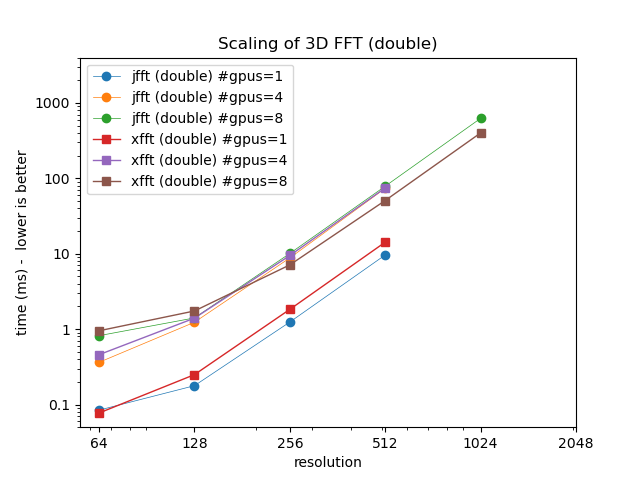 Scaling of 3D FFT (double)
jfft (double) #gpus=1
jfft (double) #gpus=4
jfft (double) #gpus=8
xfft (double) #gpus=1
xfft (double) #gpus=4
xfft (double) #gpus=8
time (ms) -  lower is better
1000
100
10
1
0.1
64 128 256 512 1024 2048
resolution